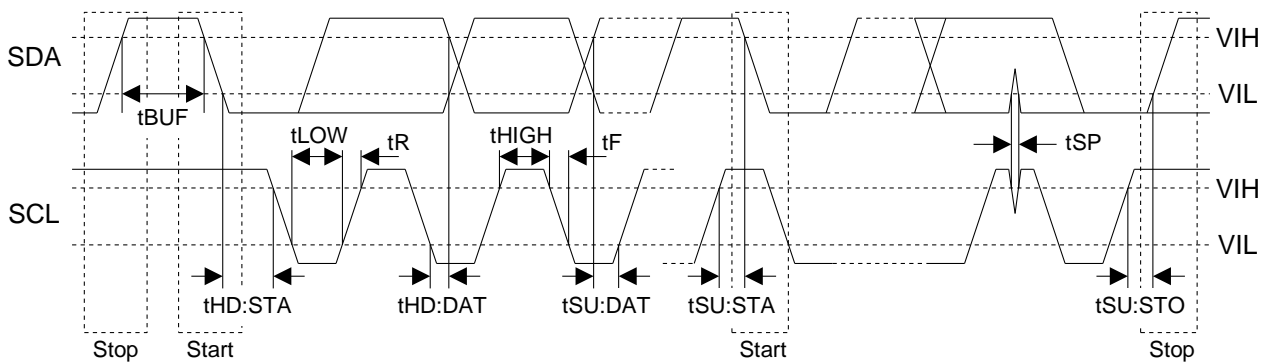 VIH
SDA
VIL
tBUF
tLOW
tR
tHIGH
tF
tSP
VIH
SCL
VIL
tHD:STA
tHD:DAT
tSU:DAT
tSU:STA
tSU:STO
Stop
Start
Start
Stop